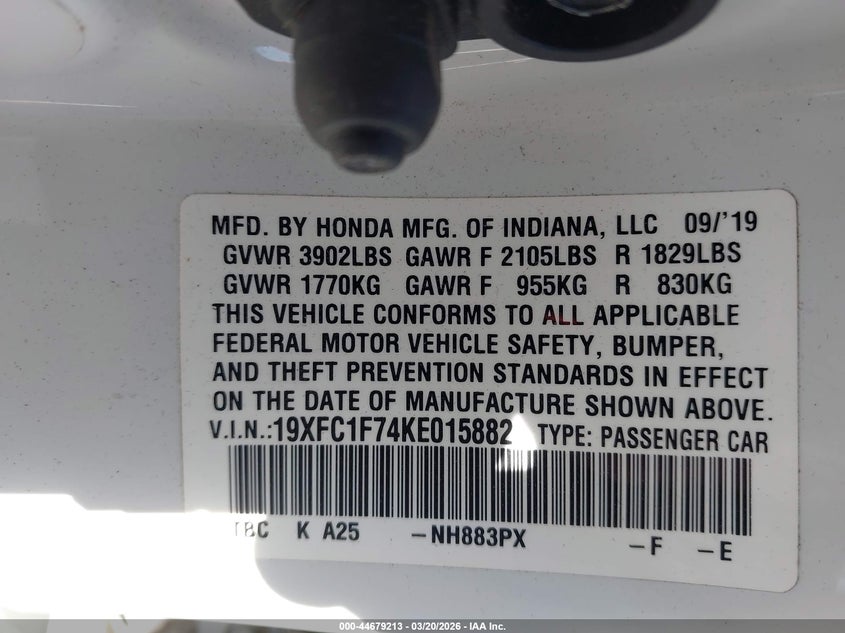 MFD. BY HONDA MFG. OF INDIANA, LLC 09/'19
GVWR 3902LBS GAWR F 2105LBS R 1829LBS
GVWR 1770KG GAWR F 955KG R 830KG
THIS VEHICLE CONFORMS TO ALL APPLICABLE
FEDERAL MOTOR VEHICLE SAFETY, BUMPER,
AND THEFT PREVENTION STANDARDS IN EFFECT
ON THE DATE OF MANUFACTURE SHOWN ABOVE.
V.I.N.:19XFC1F74KE015882 TYPE: PASSENGER CAR
TBC K A25 -NH883PX -F -E
000-44679213 - 03/20/2026 - IAA Inc.